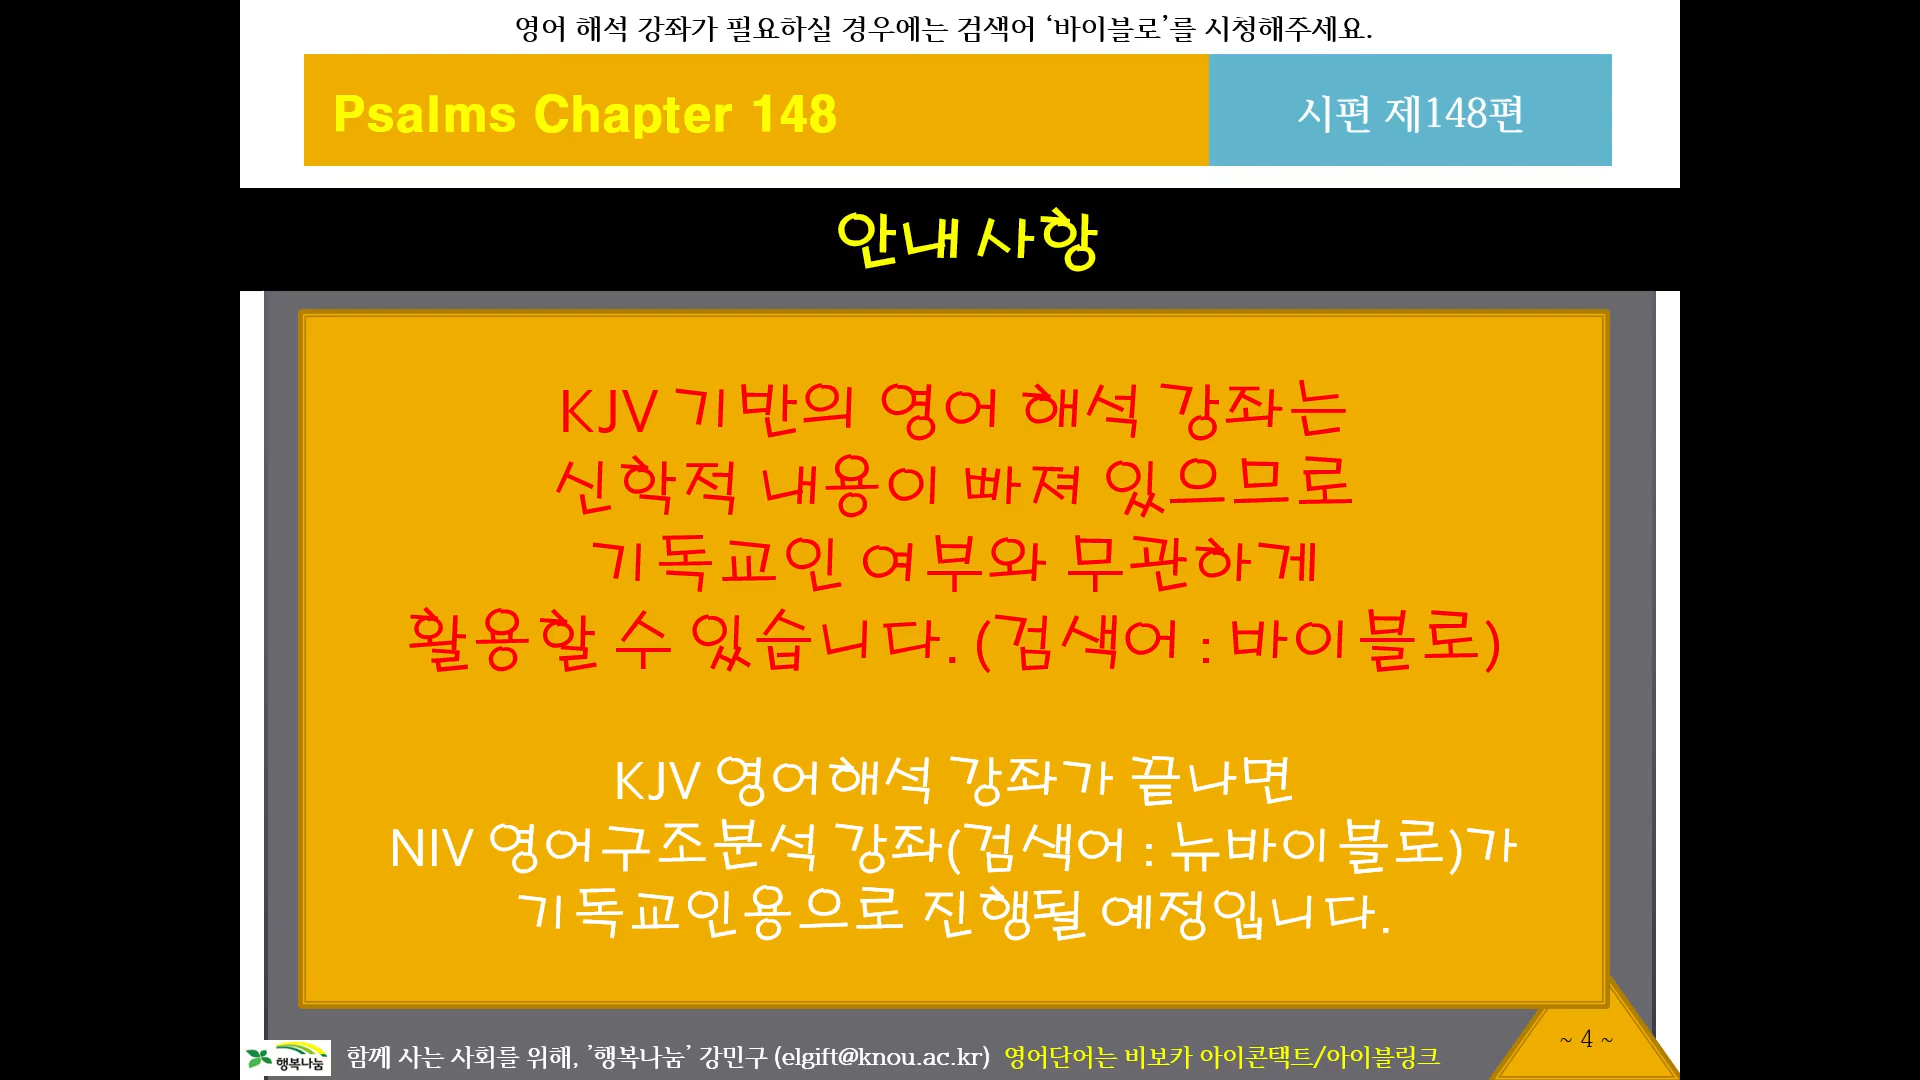 영어 해석 강좌가 필요하실 경우에는 검색어 ‘바이블로’를 시청해주세요.
Psalms Chapter 148
시편 제148편
안내 사항
KJV 기반의 영어 해석 강좌는
신학적 내용이 빠져 있으므로
기독교인 여부와 무관하게
활용할 수 있습니다. (검색어 : 바이블로)
KJV 영어해석 강좌가 끝나면
NIV 영어구조분석 강좌(검색어 : 뉴바이블로)가
기독교인용으로 진행될 예정입니다.
~ 4 ~
행복나눔
함께 사는 사회를 위해, ’행복나눔’ 강민구 (elgift@knou.ac.kr) 영어단어는 비보카 아이콘택트/아이블링크